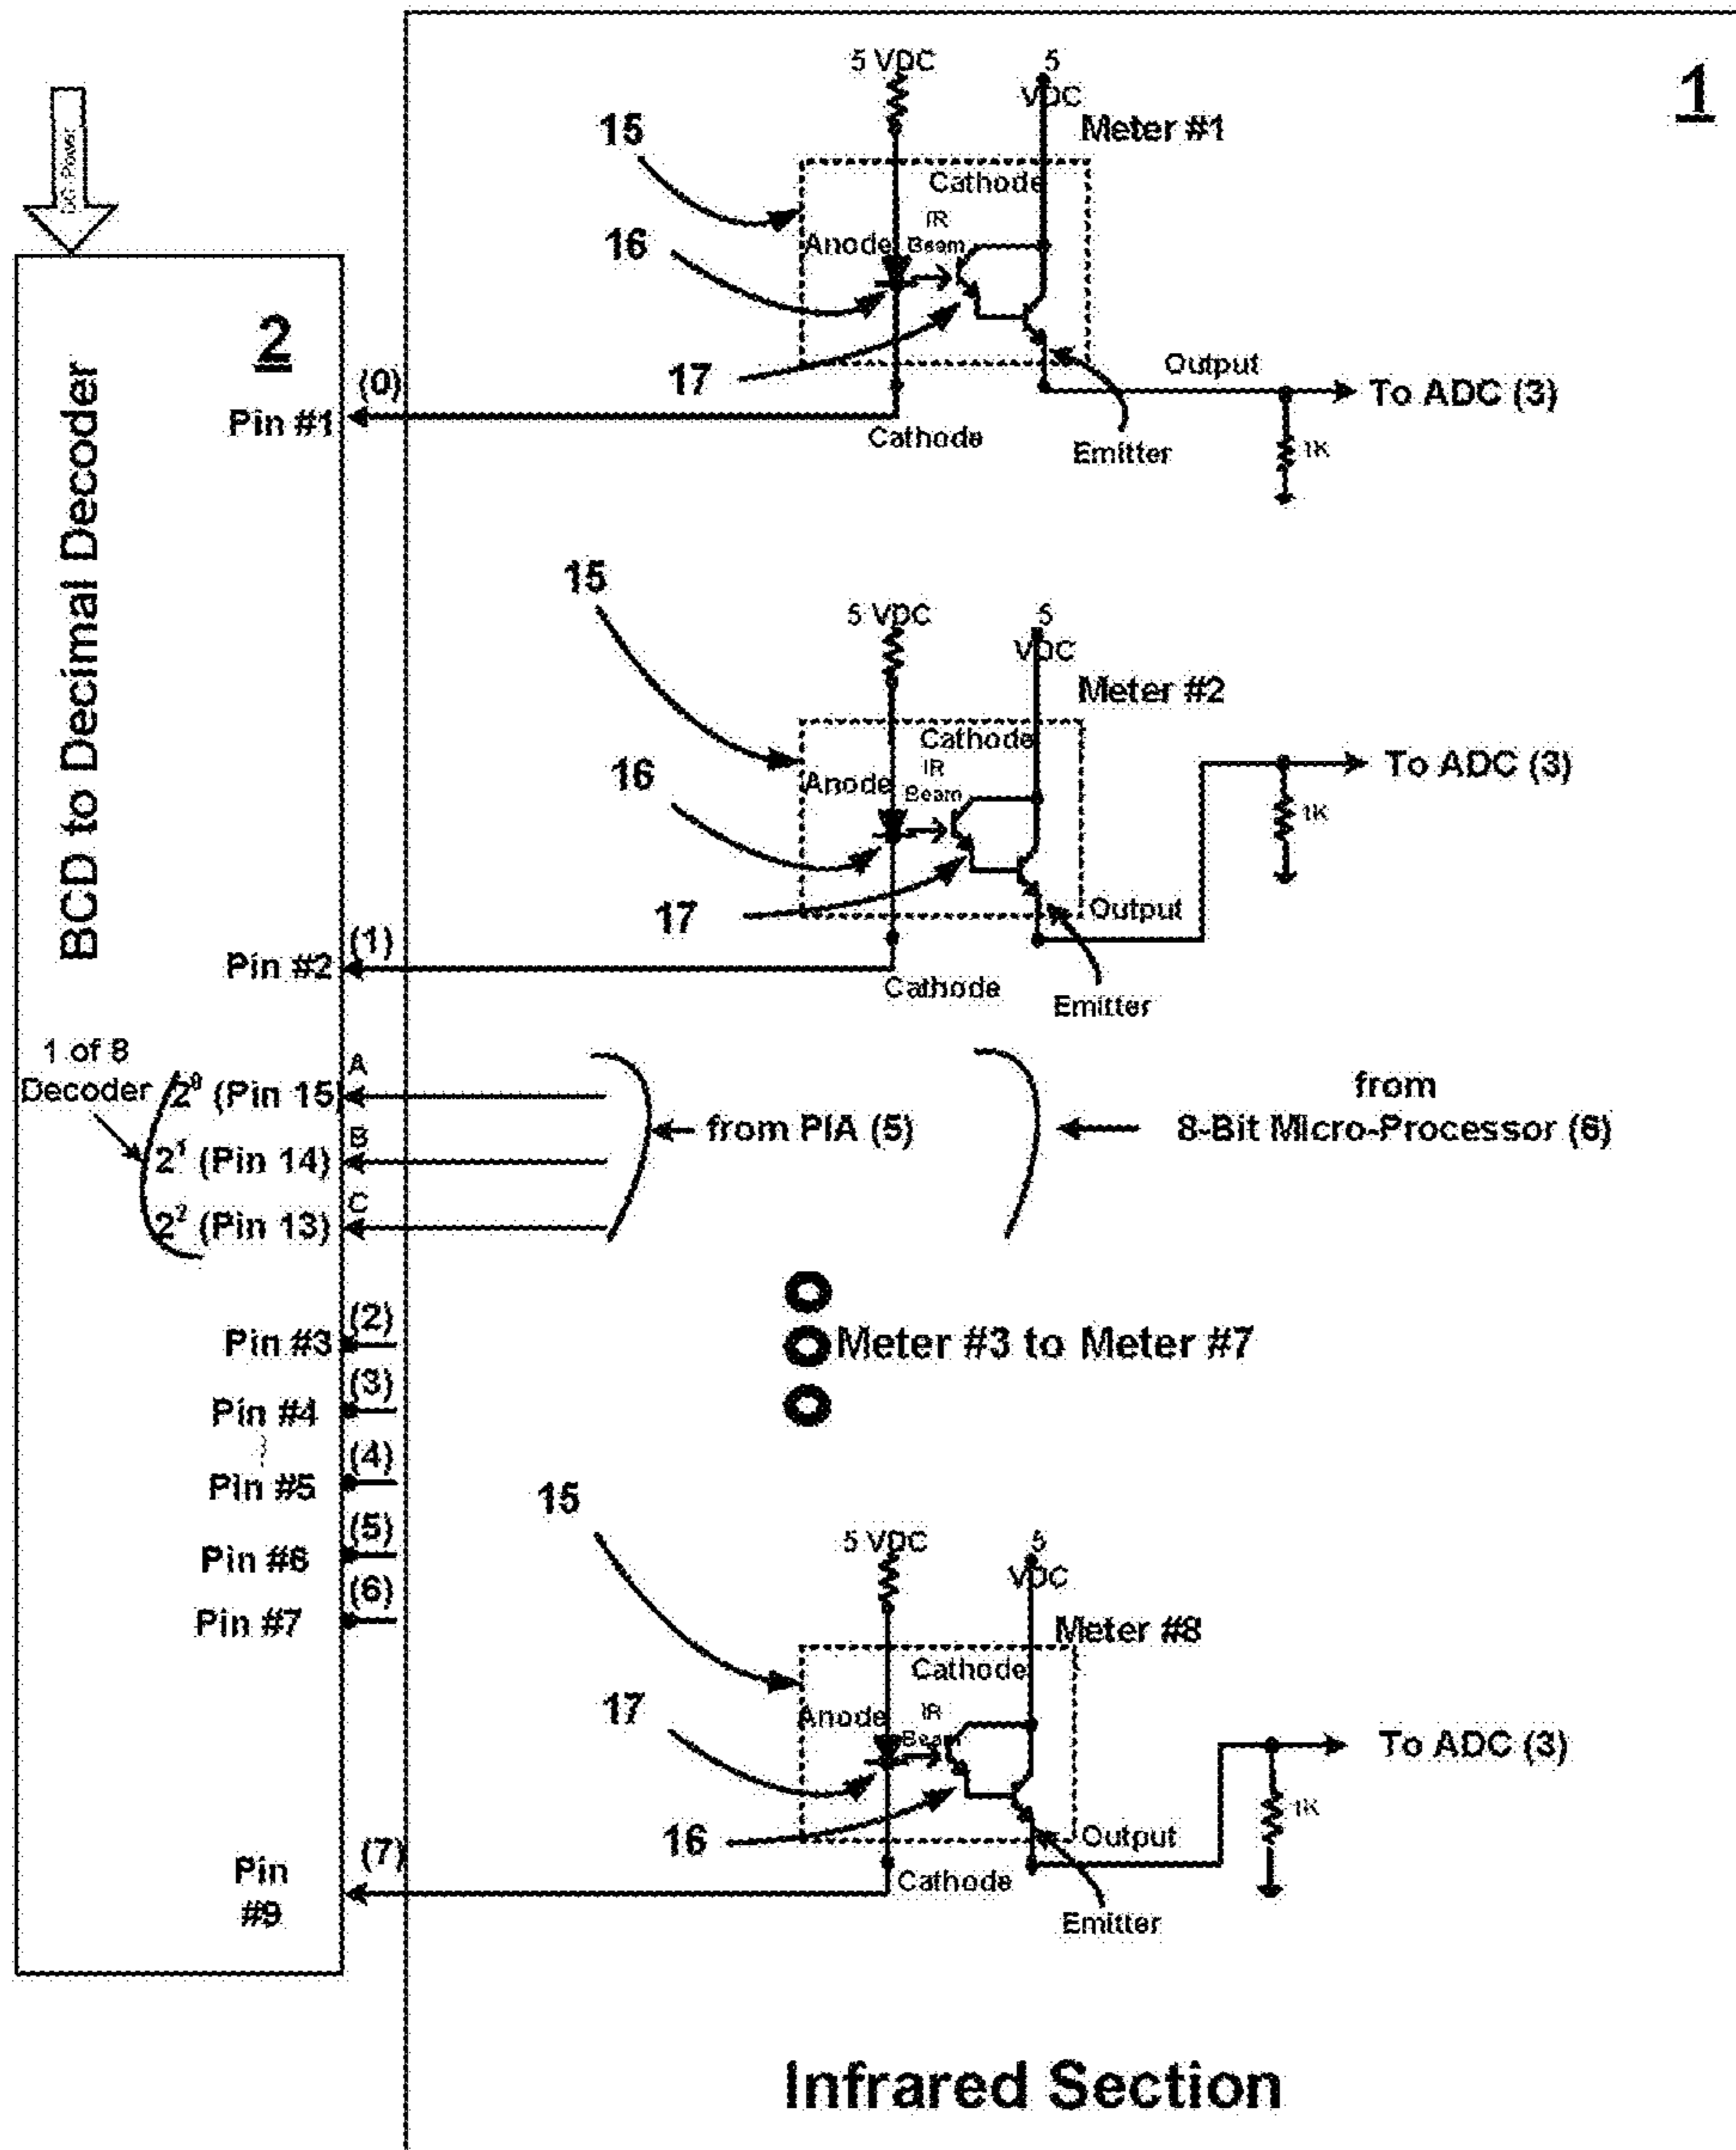 1
5 VDC
5
VDC
Meter #1
15
Cathode
IR
Beam
Anode
16
17
Output
To ADC (3)
1K
Cathode
Emitter
DC Power
2
BCD to Decimal Decoder
(0)
Pin #1
15
5 VDC
5
VDC
Meter #2
Cathode
IR
Beam
Anode
16
17
Output
To ADC (3)
1K
(1)
Pin #2
Cathode
Emitter
1 of 8
Decoder
A
2⁰ (Pin 15)
B
2¹ (Pin 14)
C
2² (Pin 13)
from PIA (5)
from
8-Bit Micro-Processor (6)
(2)
Pin #3
Meter #3 to Meter #7
(3)
Pin #4
(4)
Pin #5
(5)
Pin #6
(6)
Pin #7
15
5 VDC
5
VDC
Meter #8
Cathode
IR
Beam
Anode
17
16
Output
To ADC (3)
1K
(7)
Pin
#9
Cathode
Emitter
Infrared Section